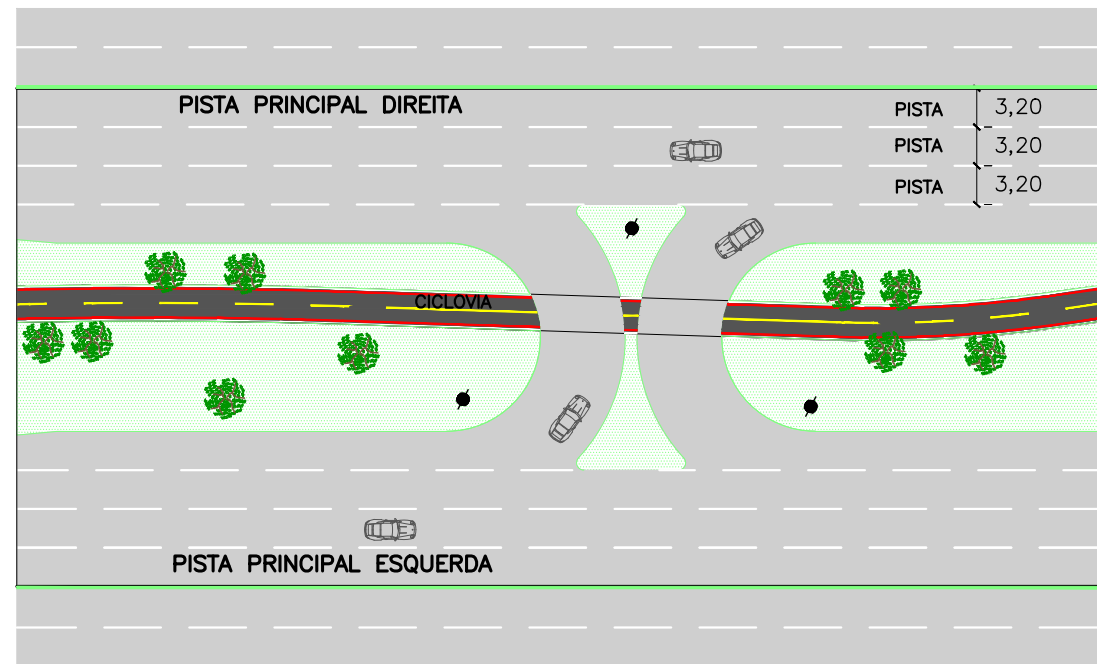 PISTA PRINCIPAL DIREITA
PISTA 3,20
PISTA 3,20
PISTA 3,20
CICLOVIA
PISTA PRINCIPAL ESQUERDA